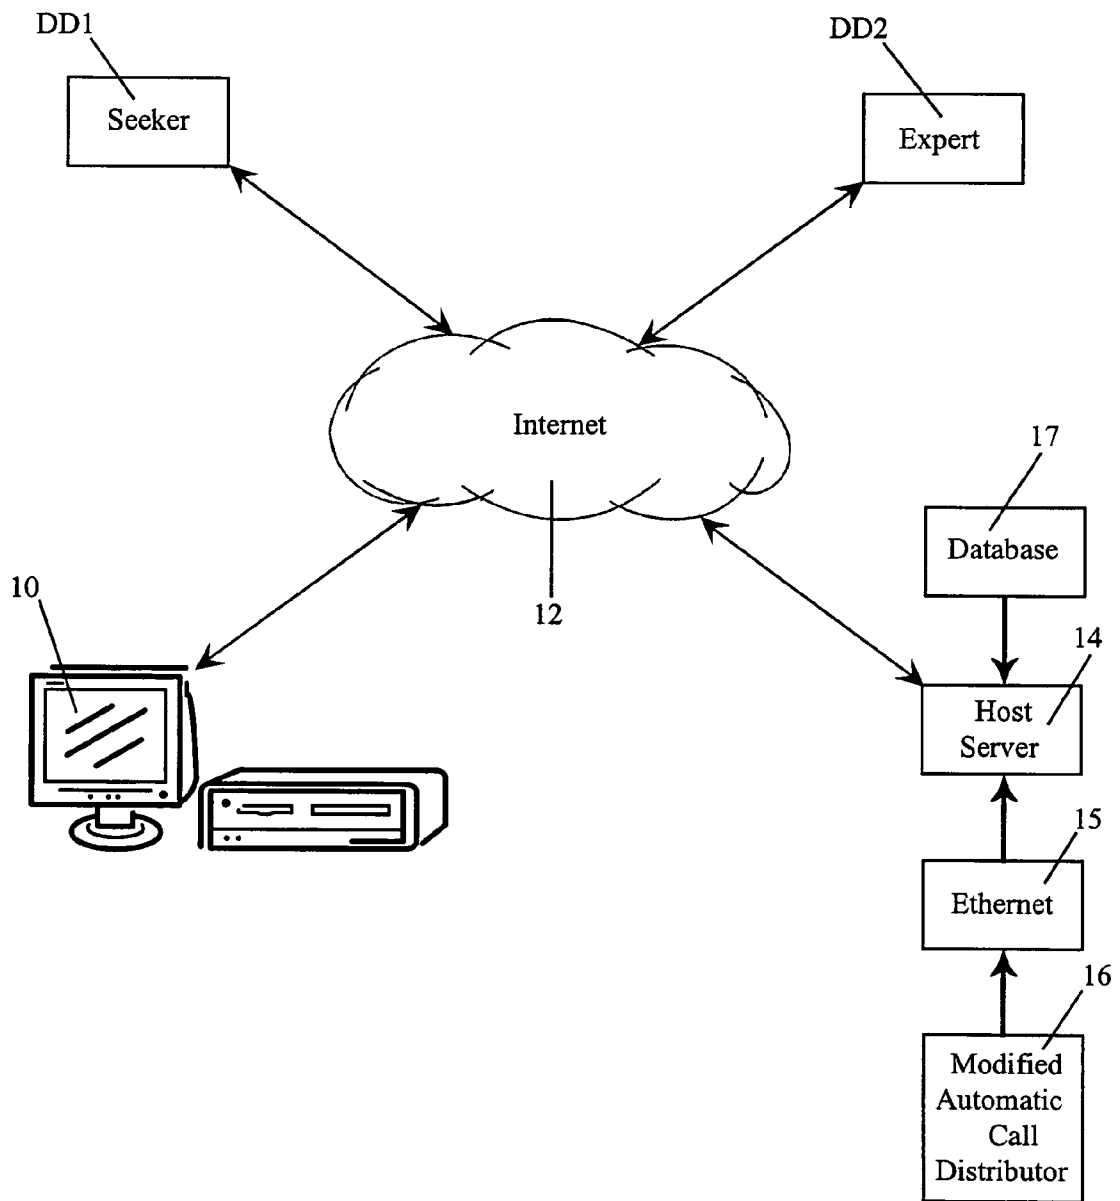 DD1
DD2
Seeker
Expert
Internet
17
Database
10
12
14
Host
Server
15
Ethernet
16
Modified
Automatic
Call
Distributor